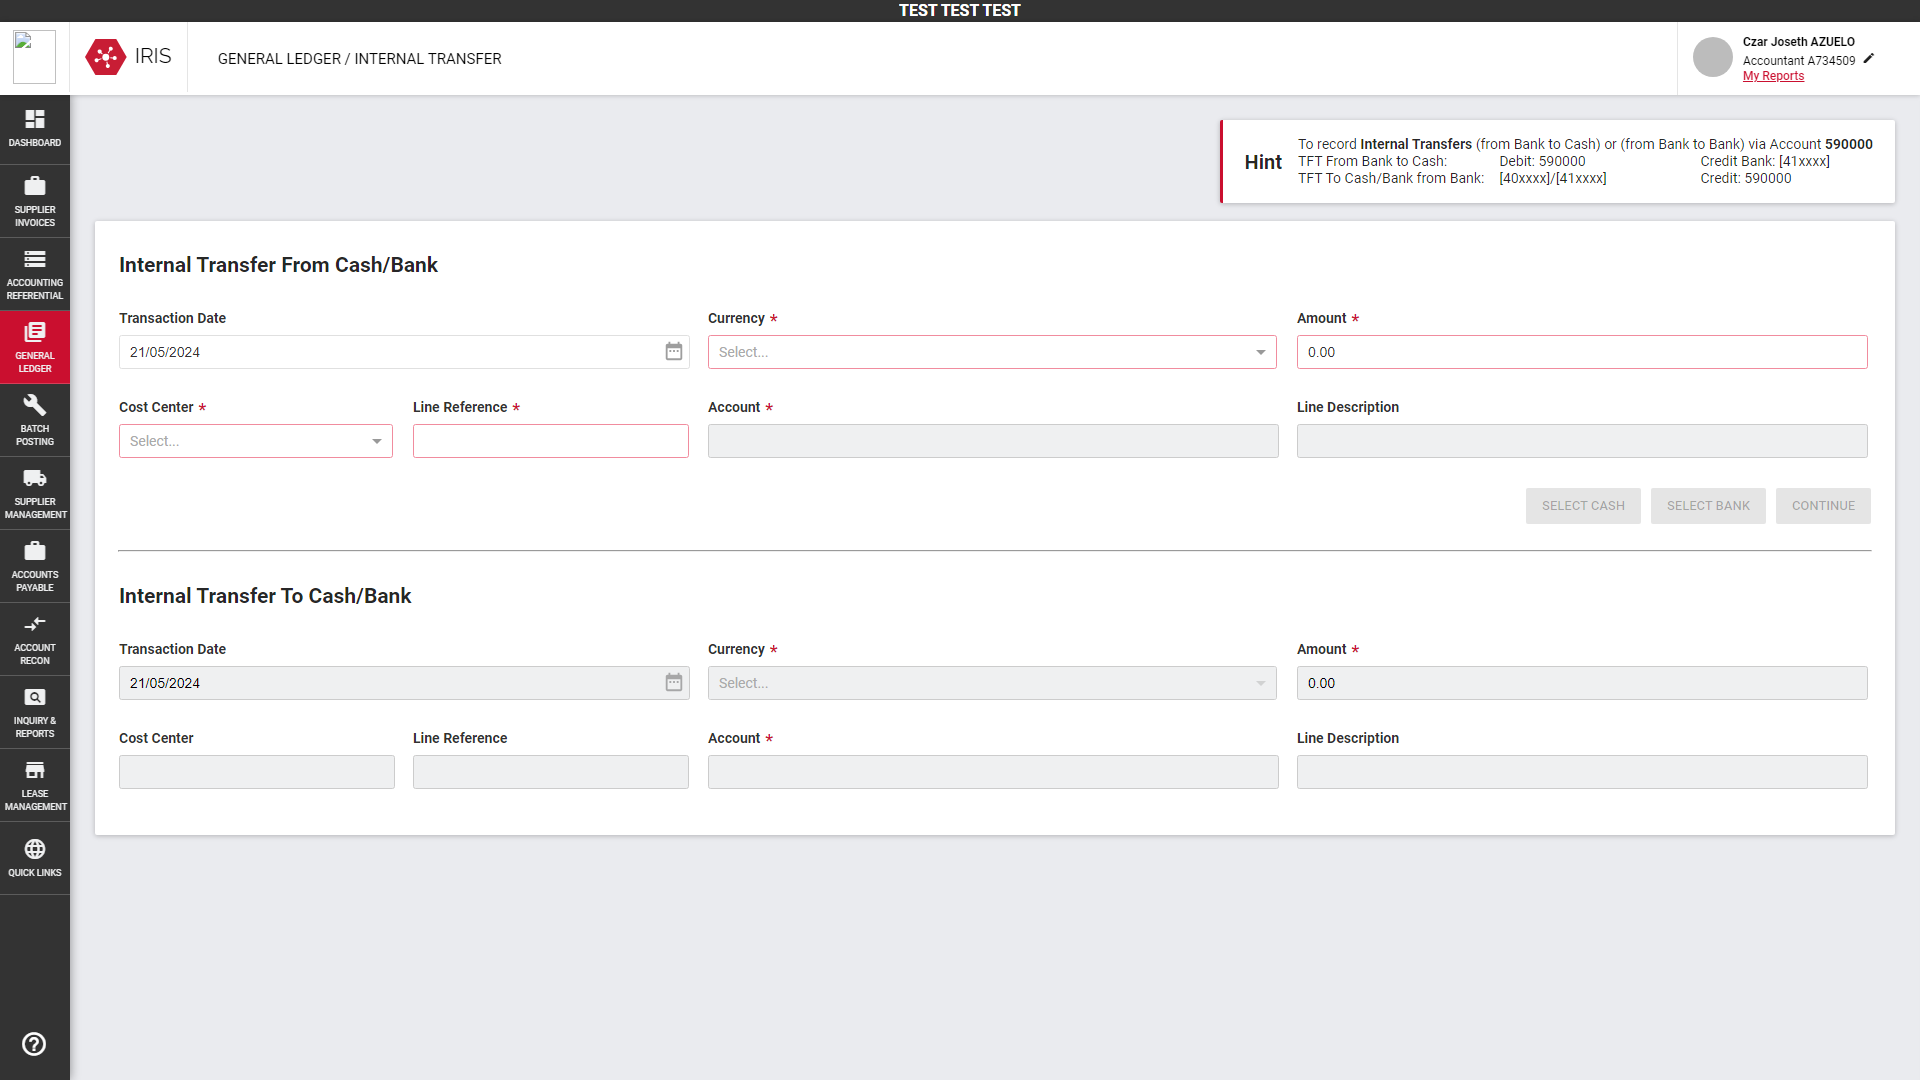 TEST TEST TEST
IRIS
GENERAL LEDGER / INTERNAL TRANSFER
Czar Joseth AZUELO
Accountant A734509
My Reports
DASHBOARD
SUPPLIER
INVOICES
ACCOUNTING
REFERENTIAL
GENERAL
LEDGER
BATCH
POSTING
SUPPLIER
MANAGEMENT
ACCOUNTS
PAYABLE
ACCOUNT
RECON
INQUIRY &
REPORTS
LEASE
MANAGEMENT
QUICK LINKS
Hint
To record Internal Transfers (from Bank to Cash) or (from Bank to Bank) via Account 590000
TFT From Bank to Cash: Debit: 590000 Credit Bank: [41xxxx]
TFT To Cash/Bank from Bank: [40xxxx]/[41xxxx] Credit: 590000
Internal Transfer From Cash/Bank
Transaction Date Currency * Amount *
21/05/2024 Select... 0.00
Cost Center * Line Reference * Account * Line Description
Select...
SELECT CASH SELECT BANK CONTINUE
Internal Transfer To Cash/Bank
Transaction Date Currency * Amount *
21/05/2024 Select... 0.00
Cost Center Line Reference Account * Line Description